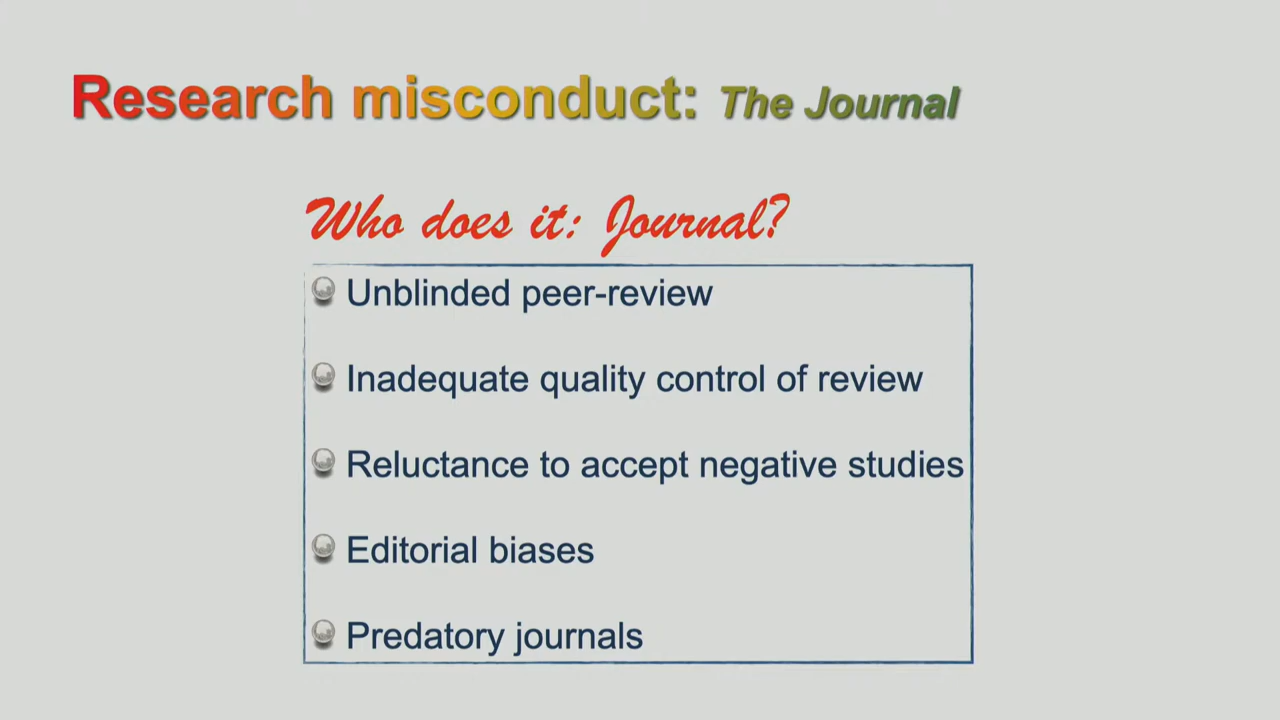 Research misconduct: The Journal
Who does it: Journal?
Unblinded peer-review
Inadequate quality control of review
Reluctance to accept negative studies
Editorial biases
Predatory journals